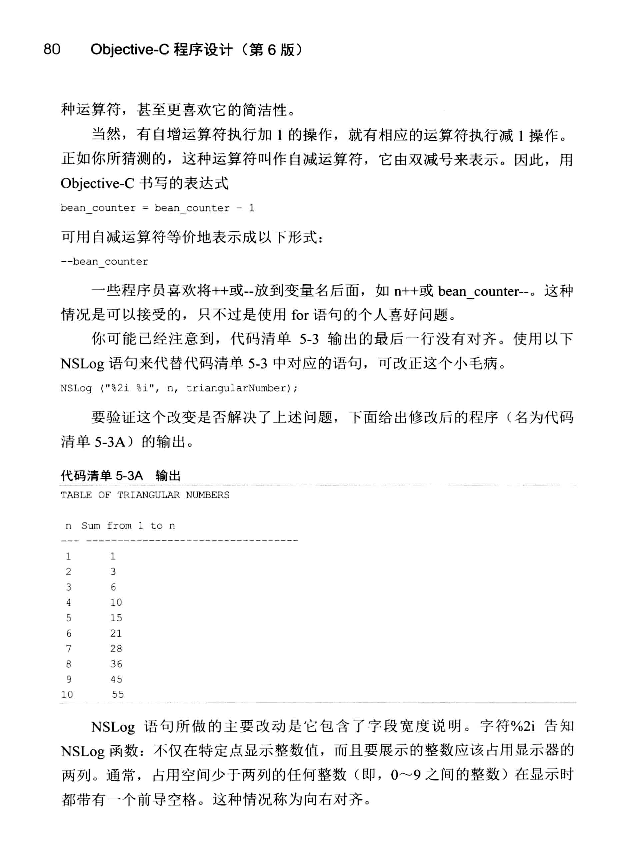 80 Objective-C 程序设计（第 6 版）
种运算符，甚至更喜欢它的简洁性。
当然，有自增运算符执行加 1 的操作，就有相应的运算符执行减 1 操作。
正如你所猜测的，这种运算符叫作自减运算符，它由双减号来表示。因此，用
Objective-C 书写的表达式
bean_counter = bean_counter - 1
可用自减运算符等价地表示成以下形式：
--bean_counter
一些程序员喜欢将++或--放到变量名后面，如 n++或 bean_counter--。这种
情况是可以接受的，只不过是使用 for 语句的个人喜好问题。
你可能已经注意到，代码清单 5-3 输出的最后一行没有对齐。使用以下
NSLog 语句来代替代码清单 5-3 中对应的语句，可改正这个小毛病。
NSLog ("%2i %i", n, triangularNumber);
要验证这个改变是否解决了上述问题，下面给出修改后的程序（名为代码
清单 5-3A）的输出。
代码清单 5-3A 输出
TABLE OF TRIANGULAR NUMBERS
n Sum from 1 to n
--- ---------------------------------
1 1
2 3
3 6
4 10
5 15
6 21
7 28
8 36
9 45
10 55
NSLog 语句所做的主要改动是它包含了字段宽度说明。字符%2i 告知
NSLog 函数：不仅在特定点显示整数值，而且要展示的整数应该占用显示器的
两列。通常，占用空间少于两列的任何整数（即，0～9 之间的整数）在显示时
都带有一个前导空格。这种情况称为向右对齐。